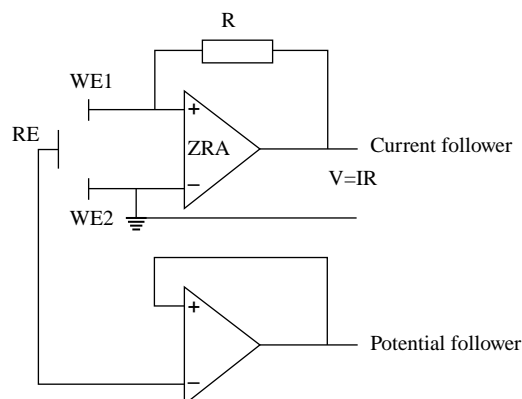 R
WE1
+
RE
ZRA
Current follower
−
V=IR
WE2
+
Potential follower
−